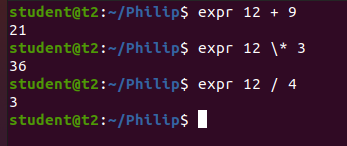 student@t2:~/Philip$ expr 12 + 9
21
student@t2:~/Philip$ expr 12 \* 3
36
student@t2:~/Philip$ expr 12 / 4
3
student@t2:~/Philip$